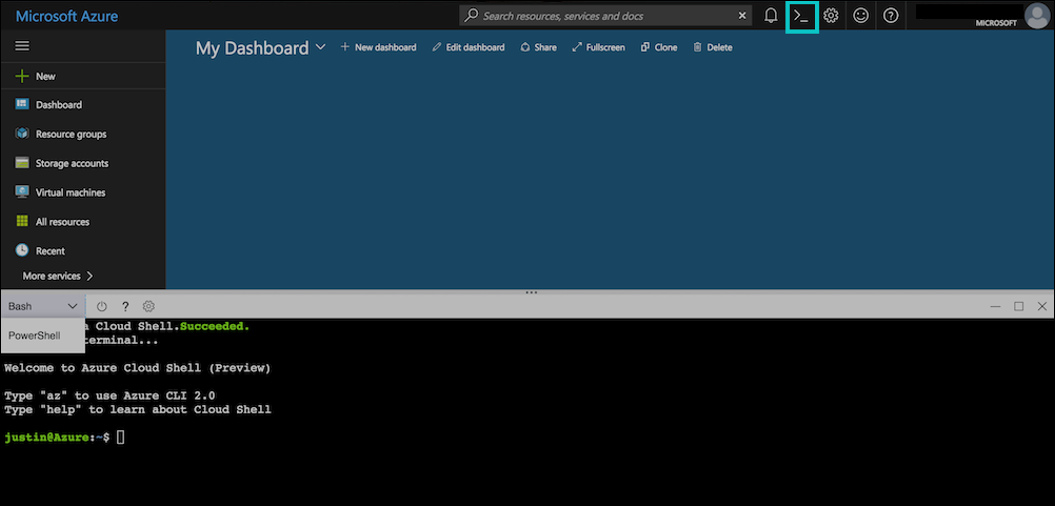 Microsoft Azure
Search resources, services and docs
MICROSOFT
My Dashboard
New dashboard
Edit dashboard
Share
Fullscreen
Clone
Delete
New
Dashboard
Resource groups
Storage accounts
Virtual machines
All resources
Recent
More services
Bash
?
PowerShell
a Cloud Shell.Succeeded.
terminal...
Welcome to Azure Cloud Shell (Preview)
Type "az" to use Azure CLI 2.0
Type "help" to learn about Cloud Shell
justin@Azure:~$